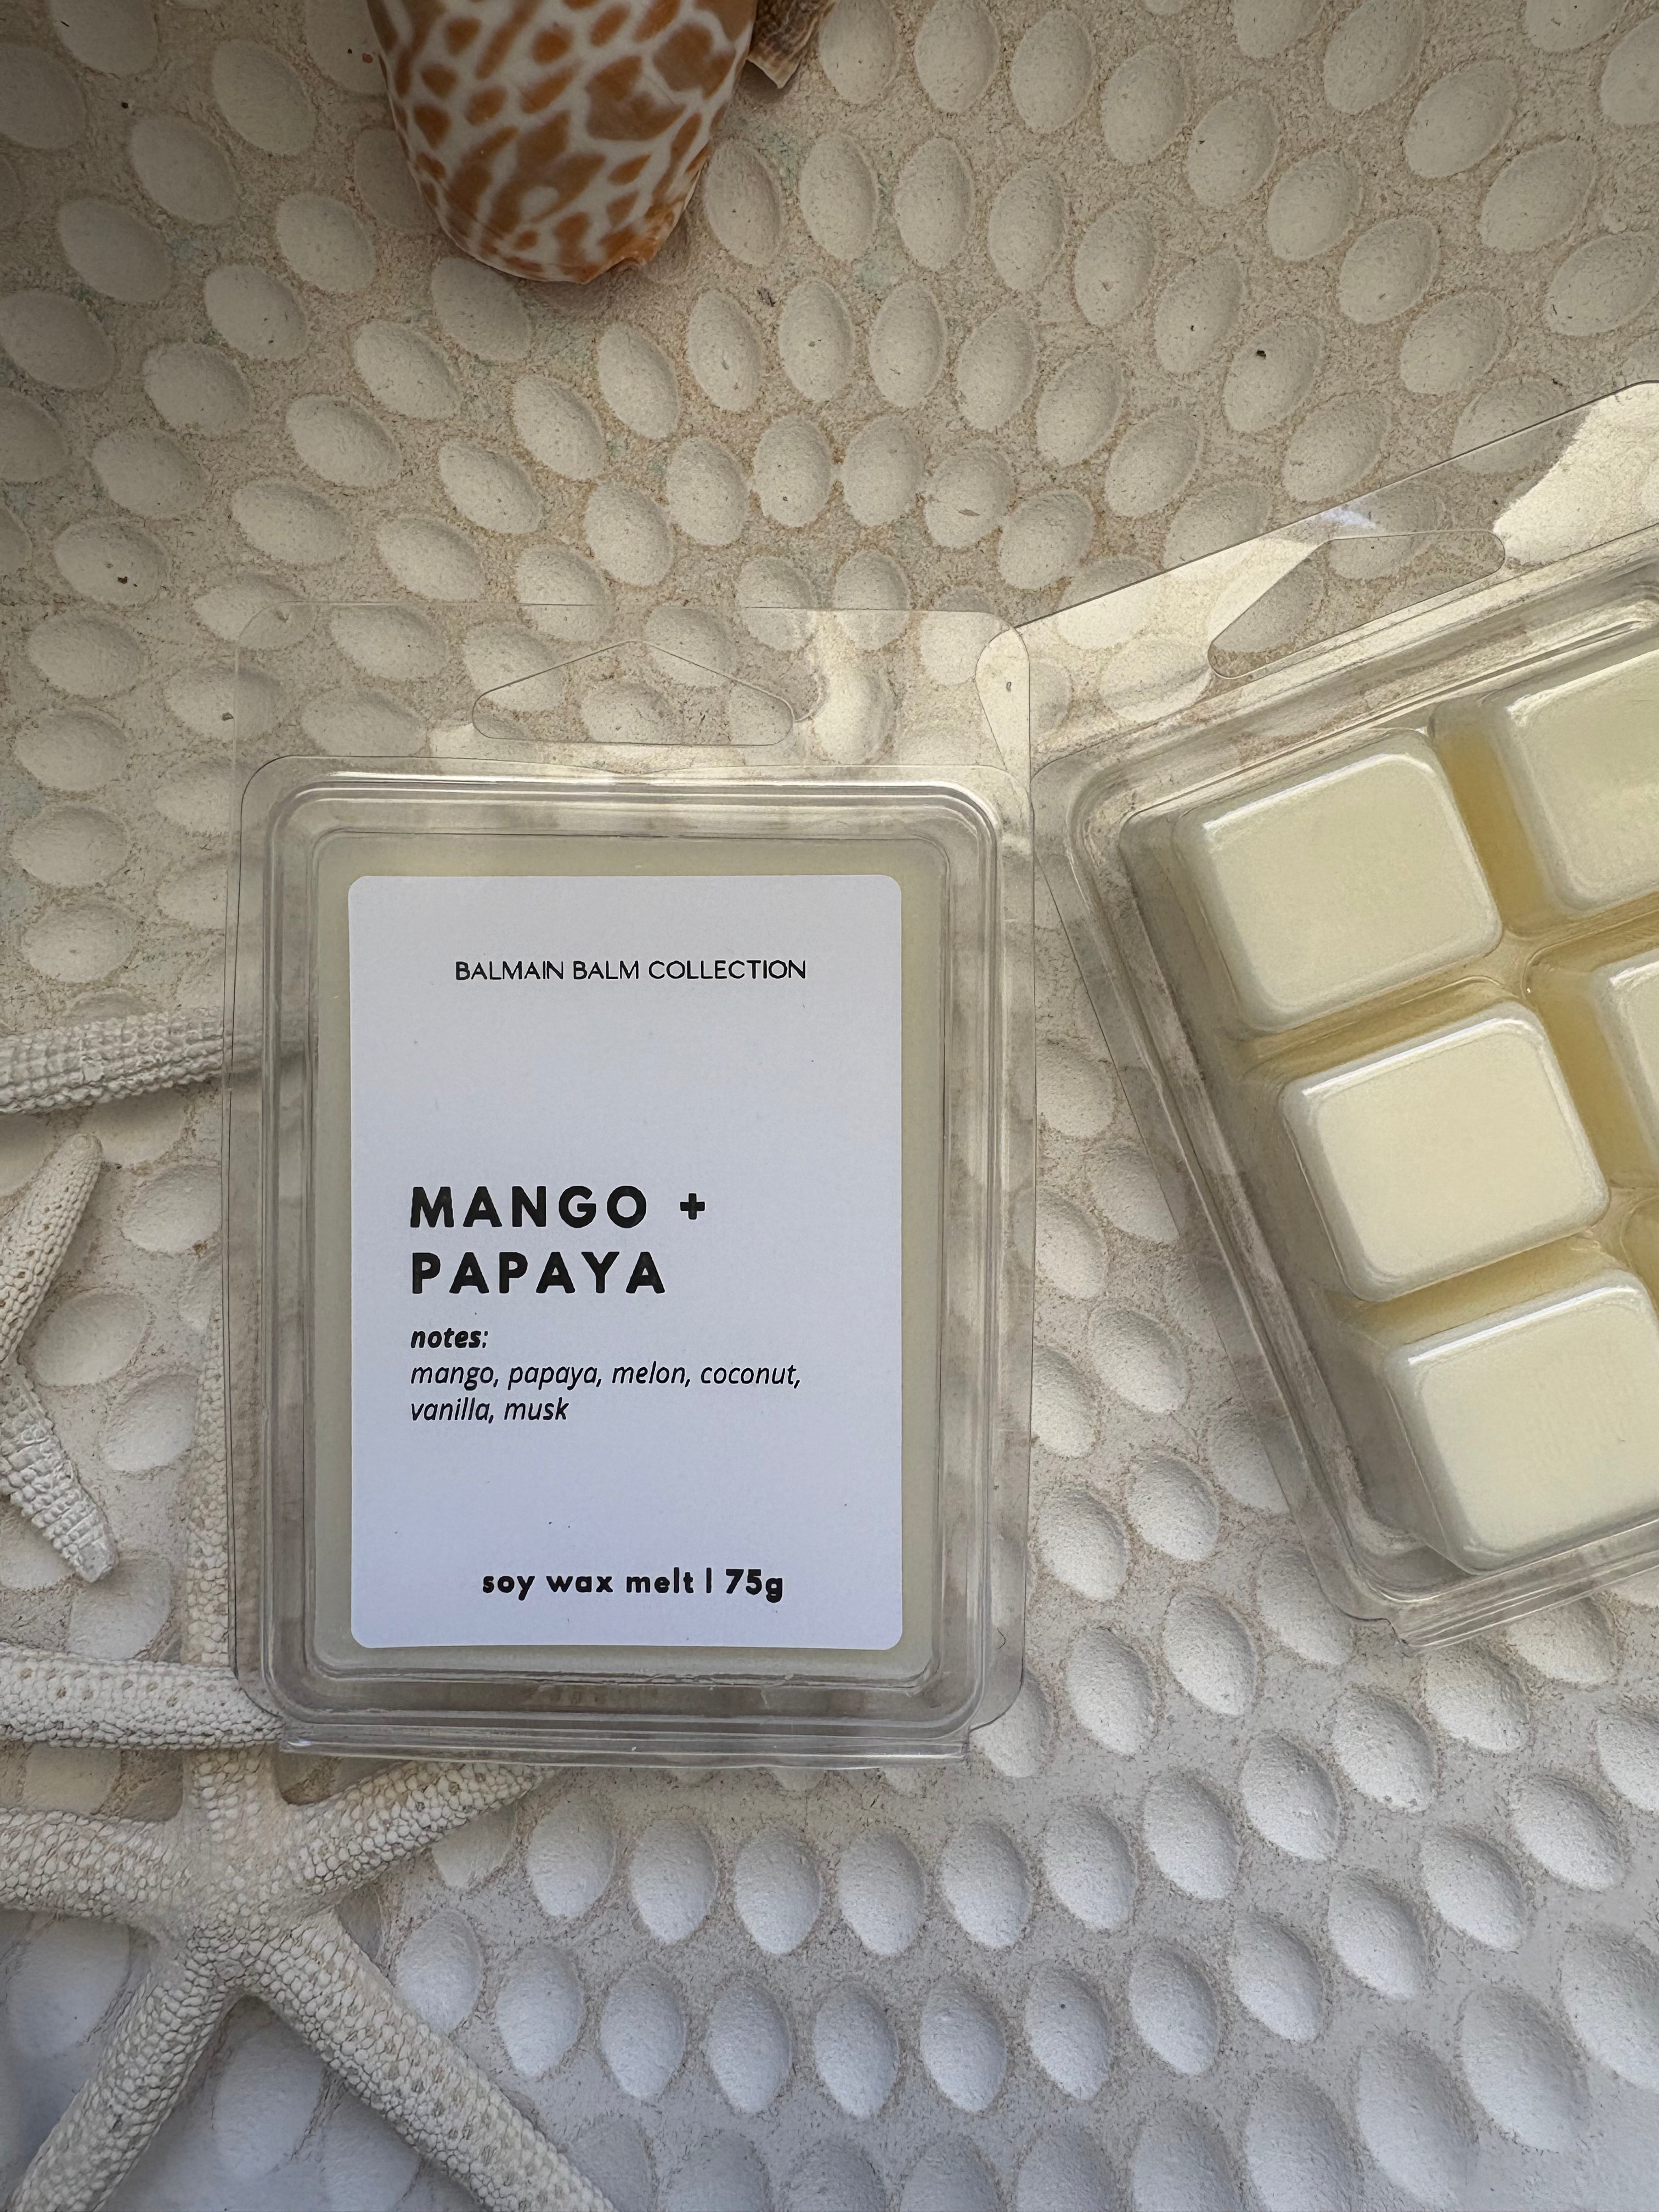 BALMAIN BALM COLLECTION
MANGO +
PAPAYA
notes:
mango, papaya, melon, coconut,
vanilla, musk
soy wax melt | 75g